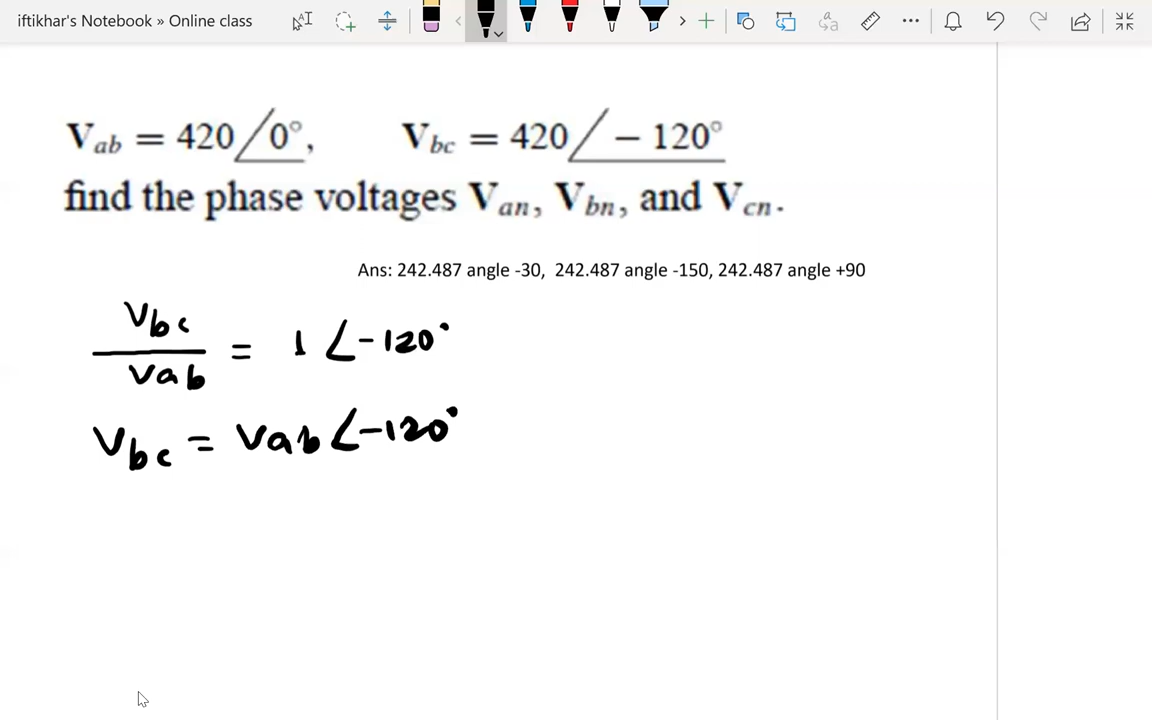 iftikhar's Notebook » Online class
Vab = 420∠0°, Vbc = 420∠− 120°
find the phase voltages Van, Vbn, and Vcn.
Ans: 242.487 angle -30, 242.487 angle -150, 242.487 angle +90
Vbc / Vab = 1 ∠-120°
Vbc = Vab ∠-120°